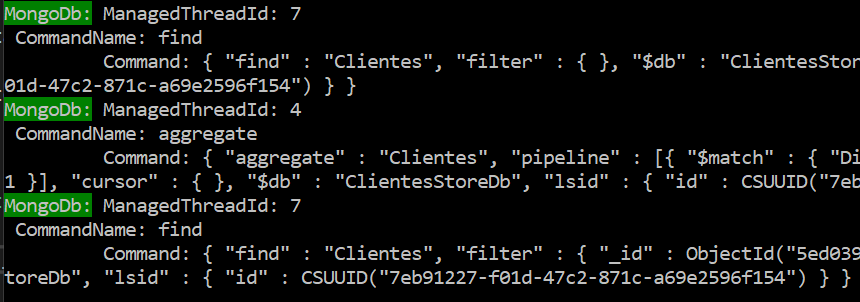 MongoDb: ManagedThreadId: 7
CommandName: find
Command: { "find" : "Clientes", "filter" : { }, "$db" : "ClientesStor
01d-47c2-871c-a69e2596f154") } }
MongoDb: ManagedThreadId: 4
CommandName: aggregate
Command: { "aggregate" : "Clientes", "pipeline" : [{ "$match" : { "Di
1 }], "cursor" : { }, "$db" : "ClientesStoreDb", "lsid" : { "id" : CSUUID("7eb
MongoDb: ManagedThreadId: 7
CommandName: find
Command: { "find" : "Clientes", "filter" : { "_id" : ObjectId("5ed039
toreDb", "lsid" : { "id" : CSUUID("7eb91227-f01d-47c2-871c-a69e2596f154") } }